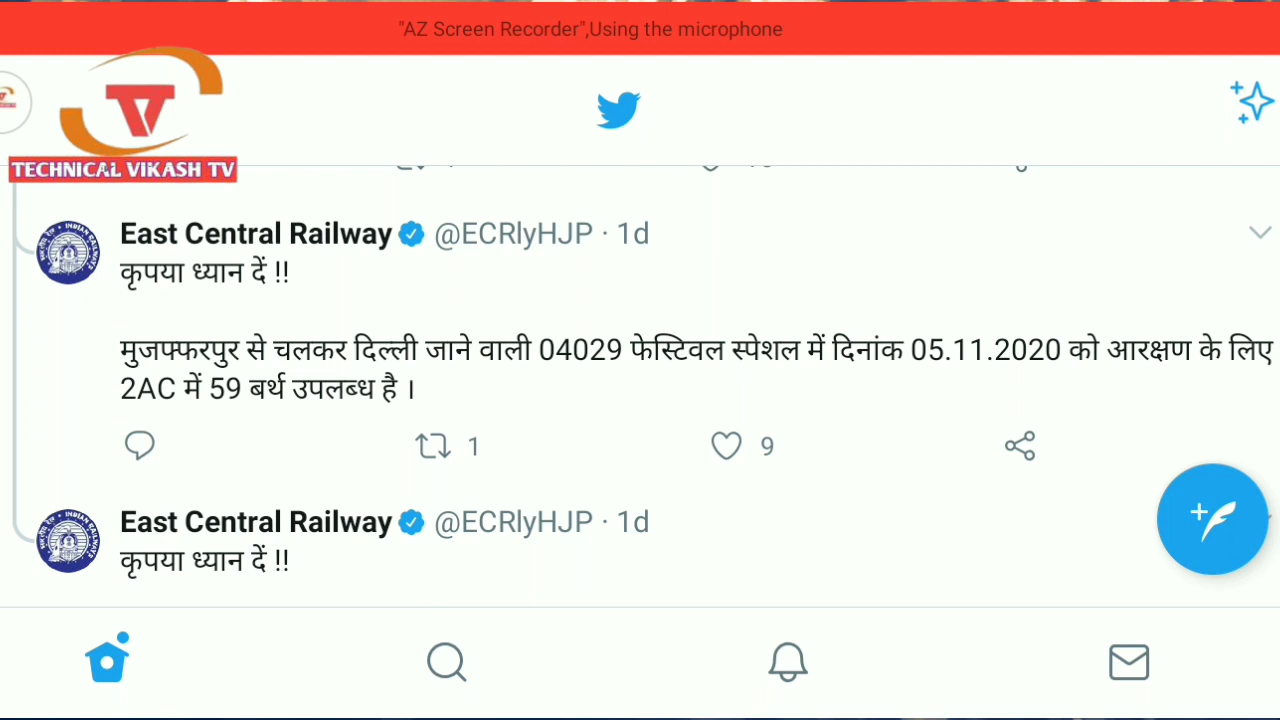 "AZ Screen Recorder",Using the microphone
TECHNICAL VIKASH TV
East Central Railway @ECRlyHJP · 1d
कृपया ध्यान दें !!
मुजफ्फरपुर से चलकर दिल्ली जाने वाली 04029 फेस्टिवल स्पेशल में दिनांक 05.11.2020 को आरक्षण के लिए
2AC में 59 बर्थ उपलब्ध है ।
1 9
East Central Railway @ECRlyHJP · 1d
कृपया ध्यान दें !!